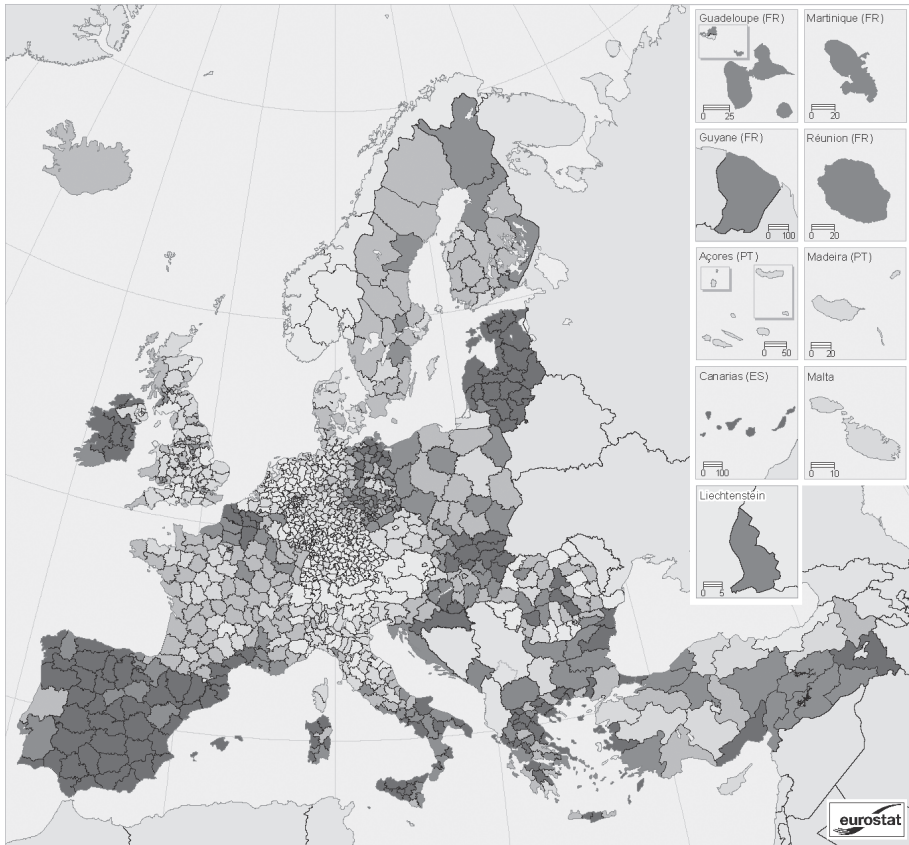 Guadeloupe (FR)
0 25
Martinique (FR)
0 20
Guyane (FR)
0 100
Réunion (FR)
0 20
Açores (PT)
0 50
Madeira (PT)
0 20
Canarias (ES)
0 100
Malta
0 10
Liechtenstein
0 5
eurostat